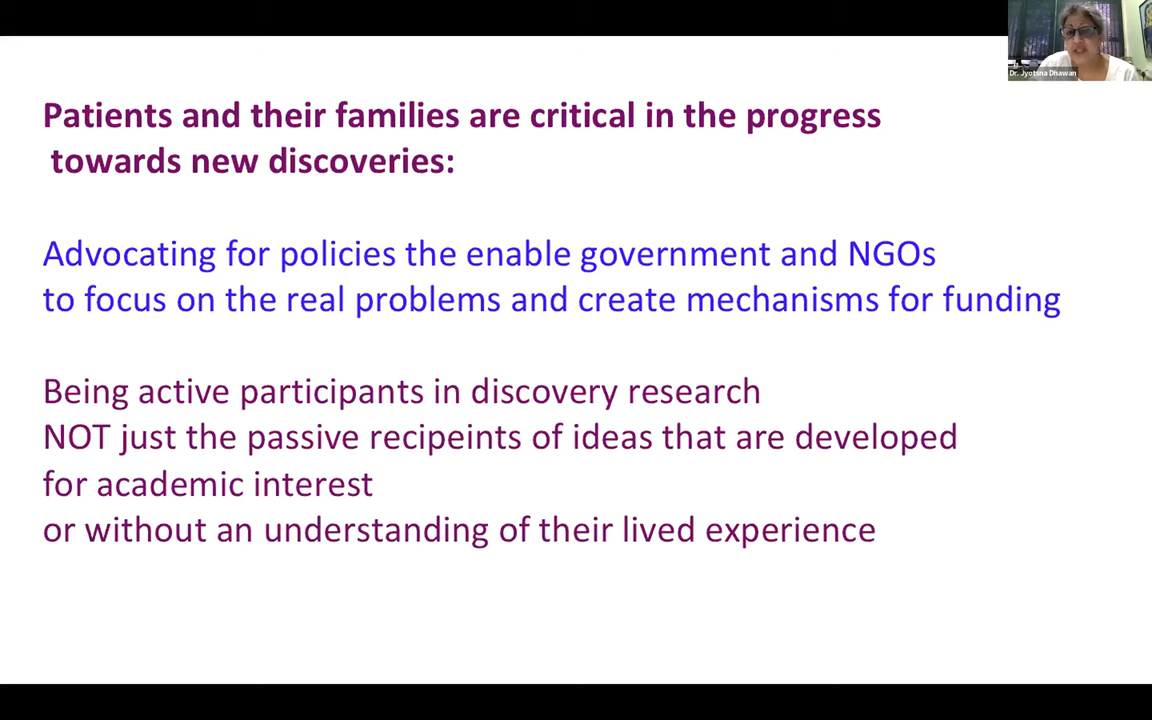 Dr. Jyotsna Dhawan
Patients and their families are critical in the progress
towards new discoveries:
Advocating for policies the enable government and NGOs
to focus on the real problems and create mechanisms for funding
Being active participants in discovery research
NOT just the passive recipeints of ideas that are developed
for academic interest
or without an understanding of their lived experience